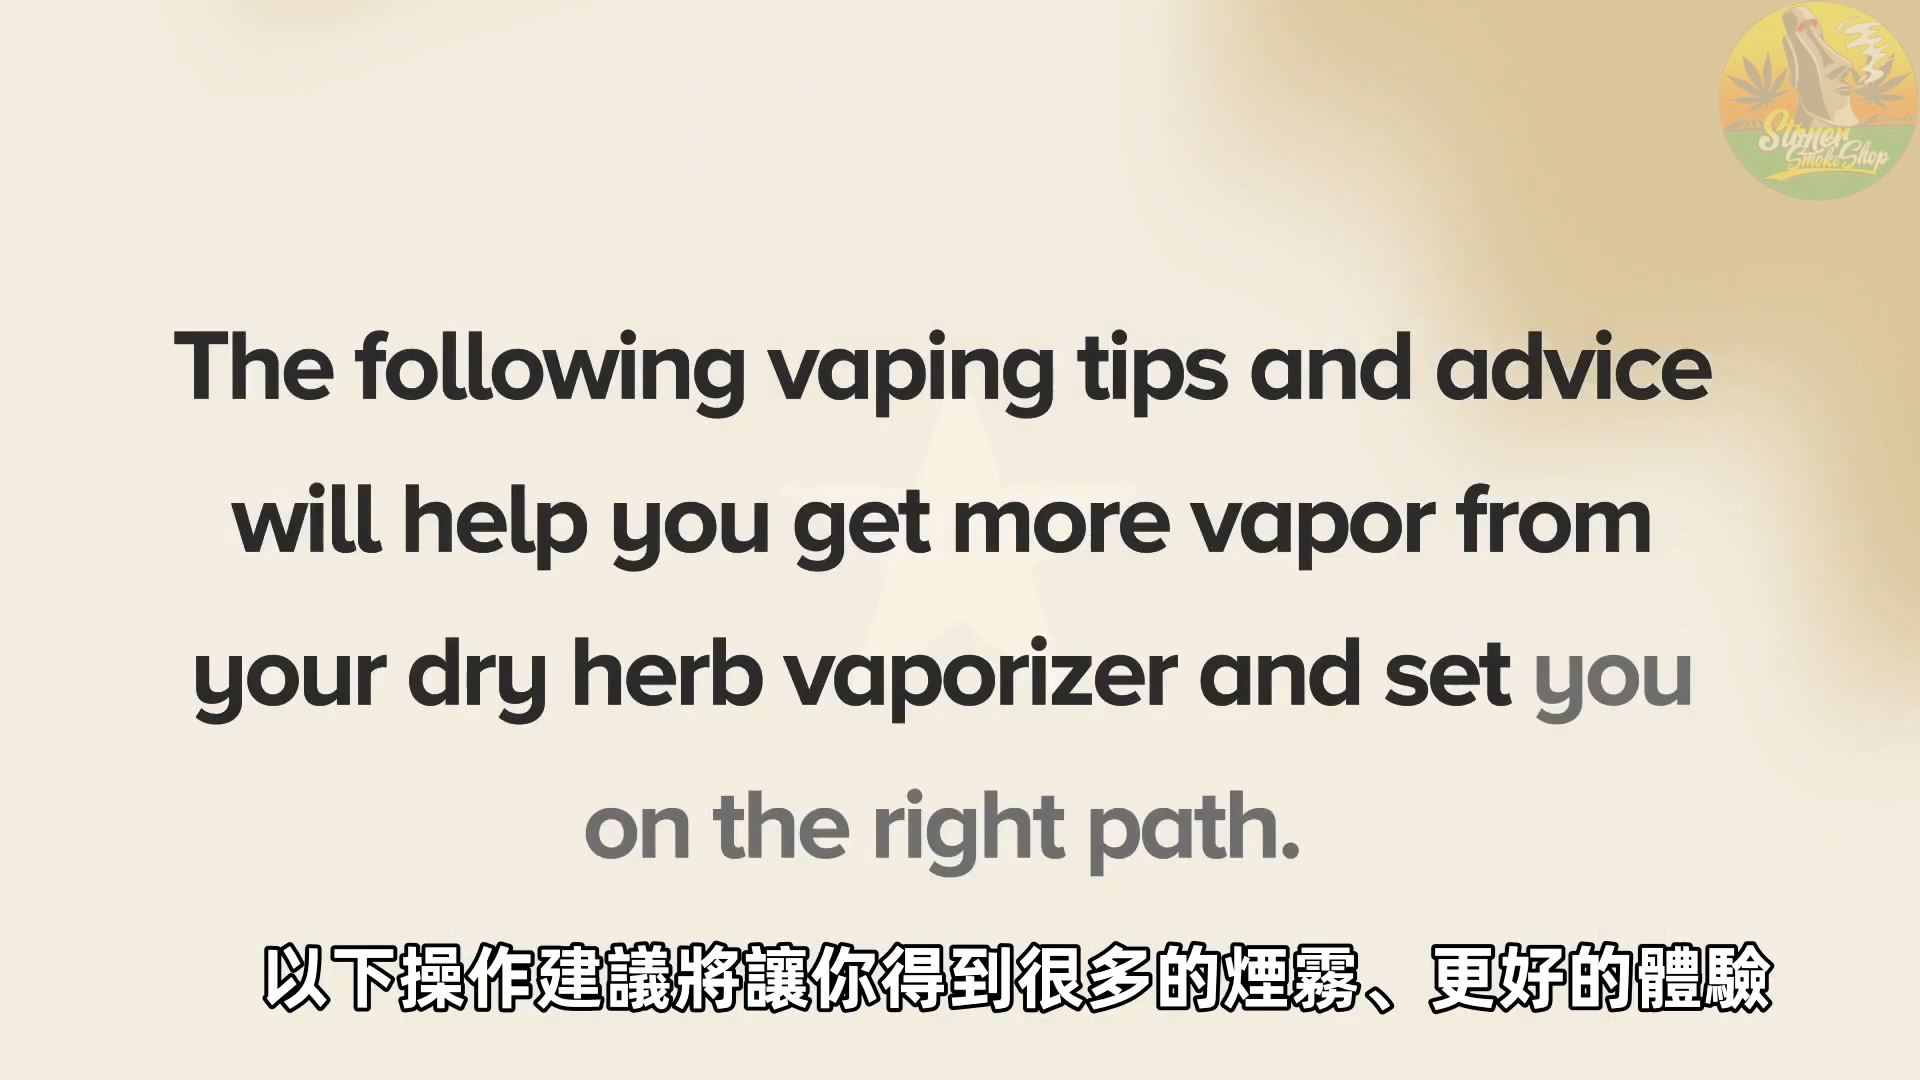 Stoner
Smoke Shop
The following vaping tips and advice
will help you get more vapor from
your dry herb vaporizer and set you
on the right path.
以下操作建議將讓你得到很多的煙霧、更好的體驗